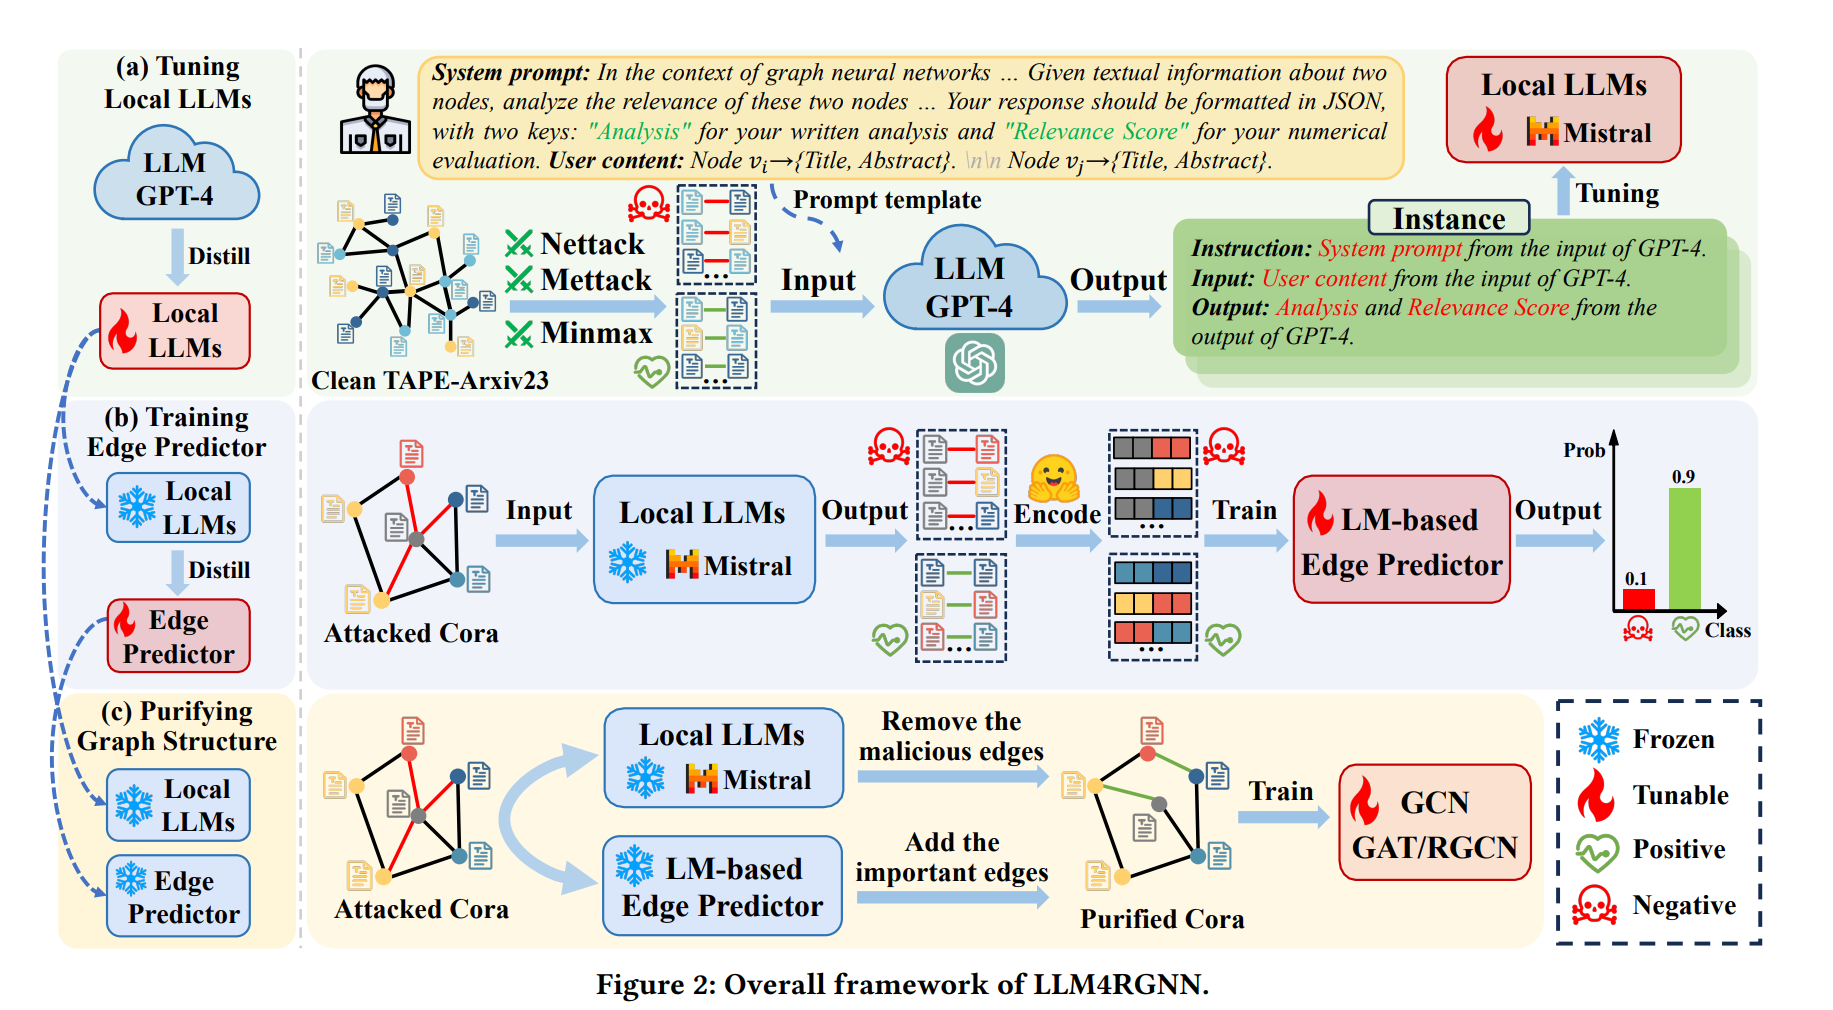 (a) Tuning
Local LLMs
LLM
GPT-4
Distill
Local
LLMs
System prompt: In the context of graph neural networks ... Given textual information about two
nodes, analyze the relevance of these two nodes ... Your response should be formatted in JSON,
with two keys: "Analysis" for your written analysis and "Relevance Score" for your numerical
evaluation. User content: Node vᵢ→{Title, Abstract}. \n\n Node vⱼ→{Title, Abstract}.
Prompt template
Clean TAPE-Arxiv23
Nettack
Mettack
Minmax
...
...
Input
LLM
GPT-4
Output
Instance
Instruction: System prompt from the input of GPT-4.
Input: User content from the input of GPT-4.
Output: Analysis and Relevance Score from the
output of GPT-4.
Tuning
Local LLMs
Mistral
(b) Training
Edge Predictor
Local
LLMs
Distill
Edge
Predictor
Attacked Cora
Input
Local LLMs
Mistral
Output
...
...
Encode
...
...
Train
LM-based
Edge Predictor
Output
Prob
0.9
0.1
Class
(c) Purifying
Graph Structure
Local
LLMs
Edge
Predictor
Attacked Cora
Local LLMs
Mistral
LM-based
Edge Predictor
Remove the
malicious edges
Add the
important edges
Purified Cora
Train
GCN
GAT/RGCN
Frozen
Tunable
Positive
Negative
Figure 2: Overall framework of LLM4RGNN.